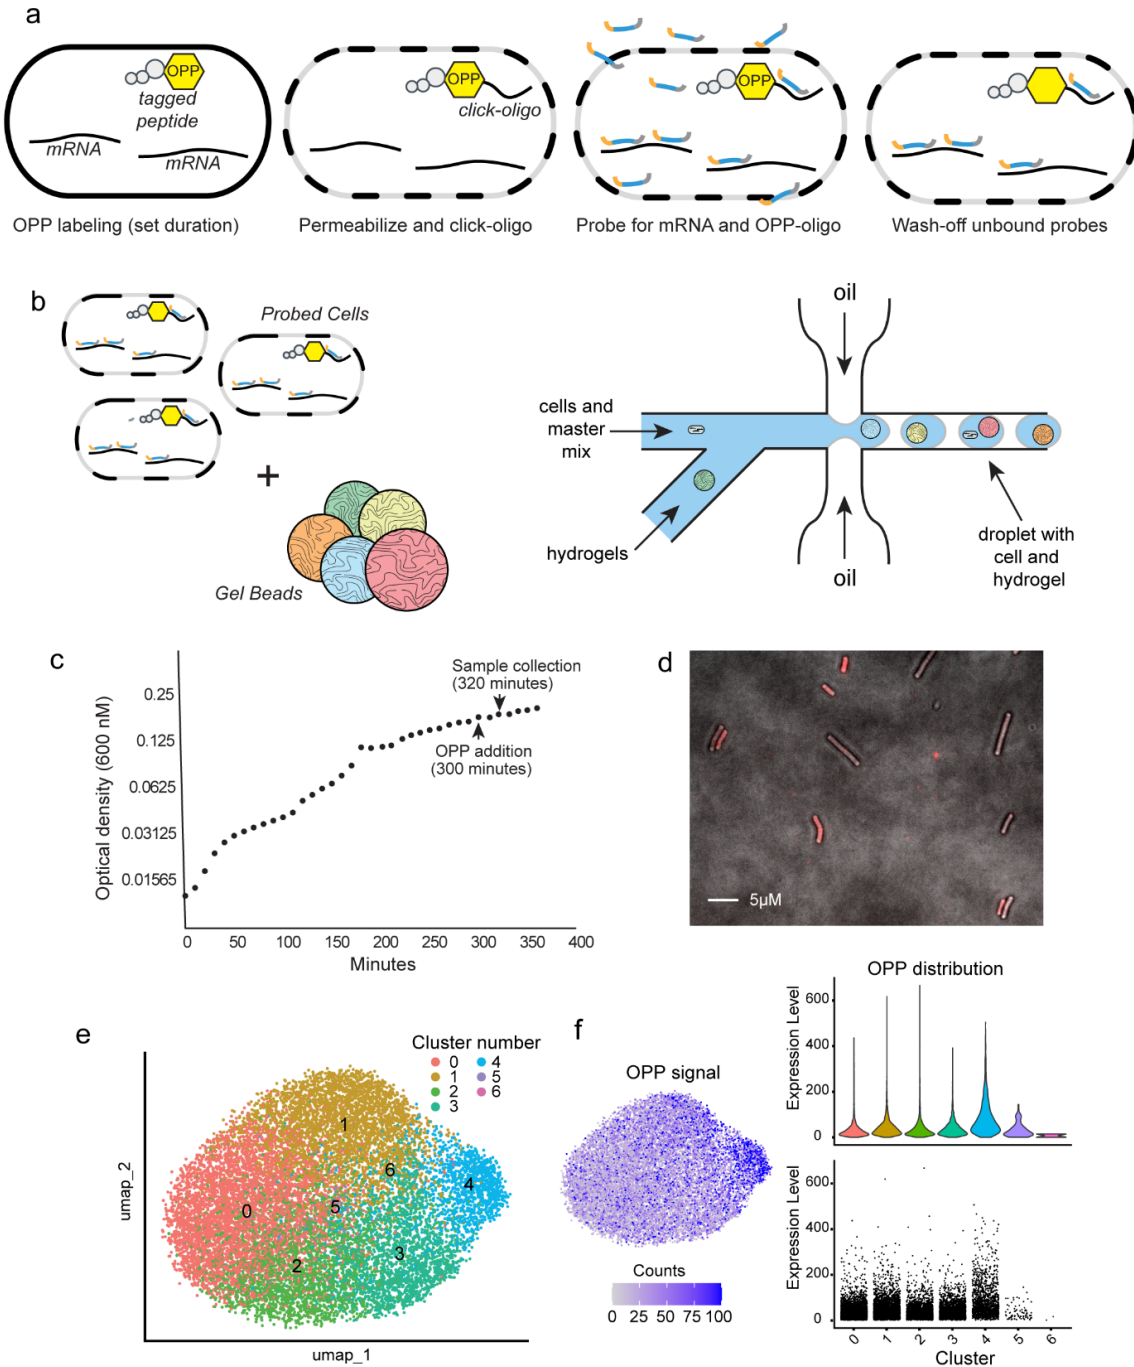 a
OPP
tagged
peptide
mRNA
mRNA
OPP labeling (set duration)
OPP
click-oligo
Permeabilize and click-oligo
OPP
Probe for mRNA and OPP-oligo
OPP
Wash-off unbound probes
b
Probed Cells
+
Gel Beads
oil
cells and
master
mix
hydrogels
oil
droplet with
cell and
hydrogel
c
Optical density (600 nM)
0.25
0.125
0.0625
0.03125
0.01565
Sample collection
(320 minutes)
OPP addition
(300 minutes)
0 50 100 150 200 250 300 350 400
Minutes
d
5µM
e
Cluster number
0 4
1 5
2 6
3
1
6
4
5
0
3
2
umap_2
umap_1
f
OPP signal
Counts
0 25 50 75 100
OPP distribution
Expression Level
600
400
200
0
Expression Level
600
400
200
0
0 1 2 3 4 5 6
Cluster